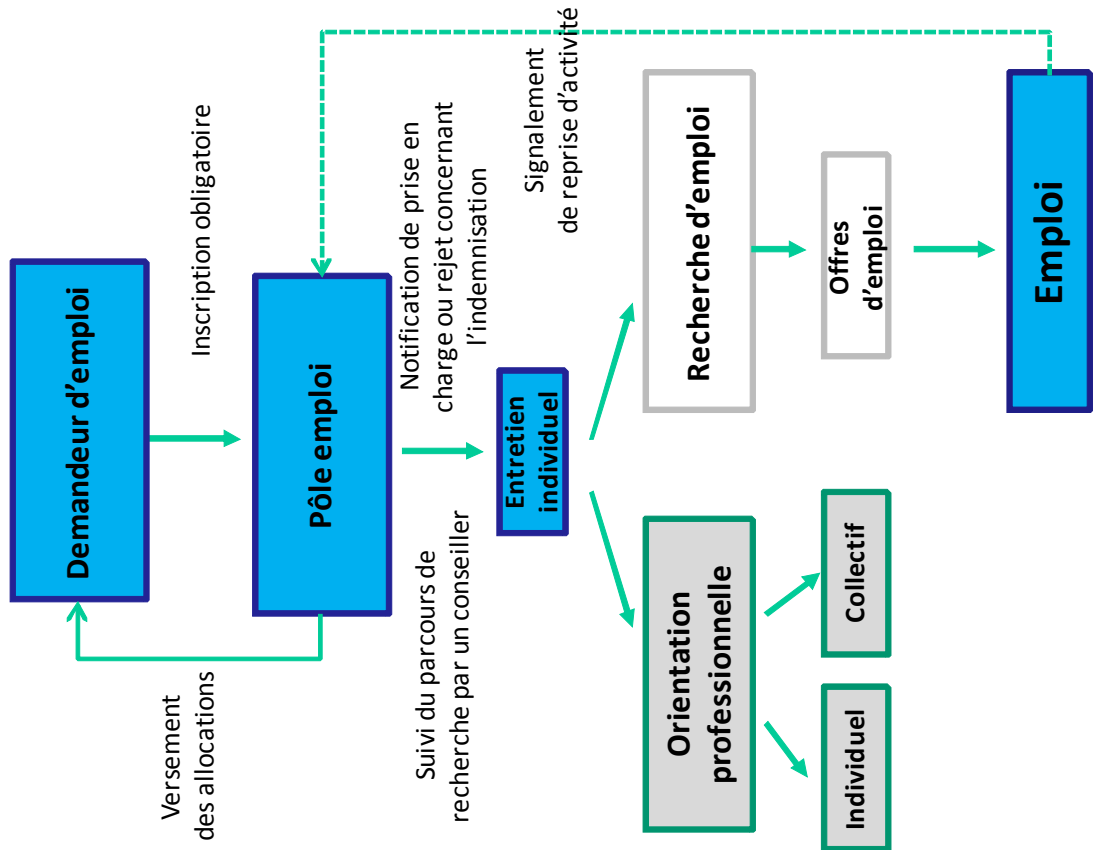 Demandeur d'emploi
Inscription obligatoire
Versement
des allocations
Pôle emploi
Notification de prise en
charge ou rejet concernant
l'indemnisation
Suivi du parcours de
recherche par un conseiller
Entretien
individuel
Signalement
de reprise d'activité
Orientation
professionnelle
Recherche d'emploi
Individuel
Collectif
Offres
d'emploi
Emploi